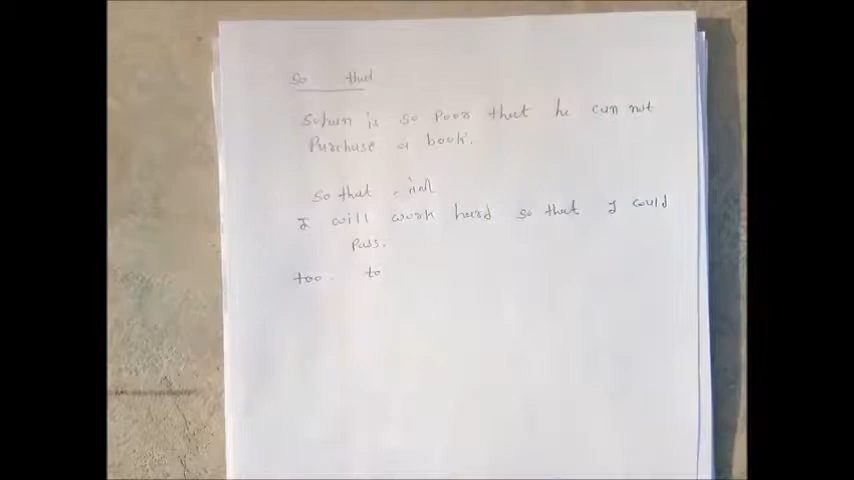 so that
Sohan is so Poor that he can not
Purchase a book.
so that
I will work hard so that I could
Pass.
too. to